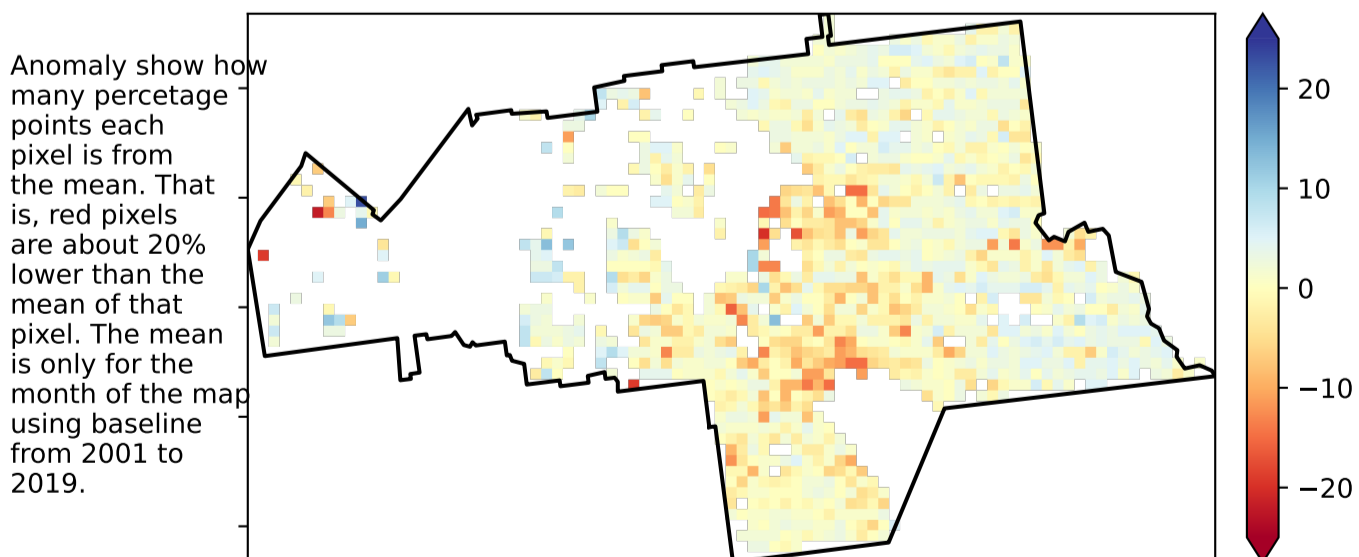 Anomaly show how
many percetage
points each
pixel is from
the mean. That
is, red pixels
are about 20%
lower than the
mean of that
pixel. The mean
is only for the
month of the map
using baseline
from 2001 to
2019.
20
10
0
−10
−20